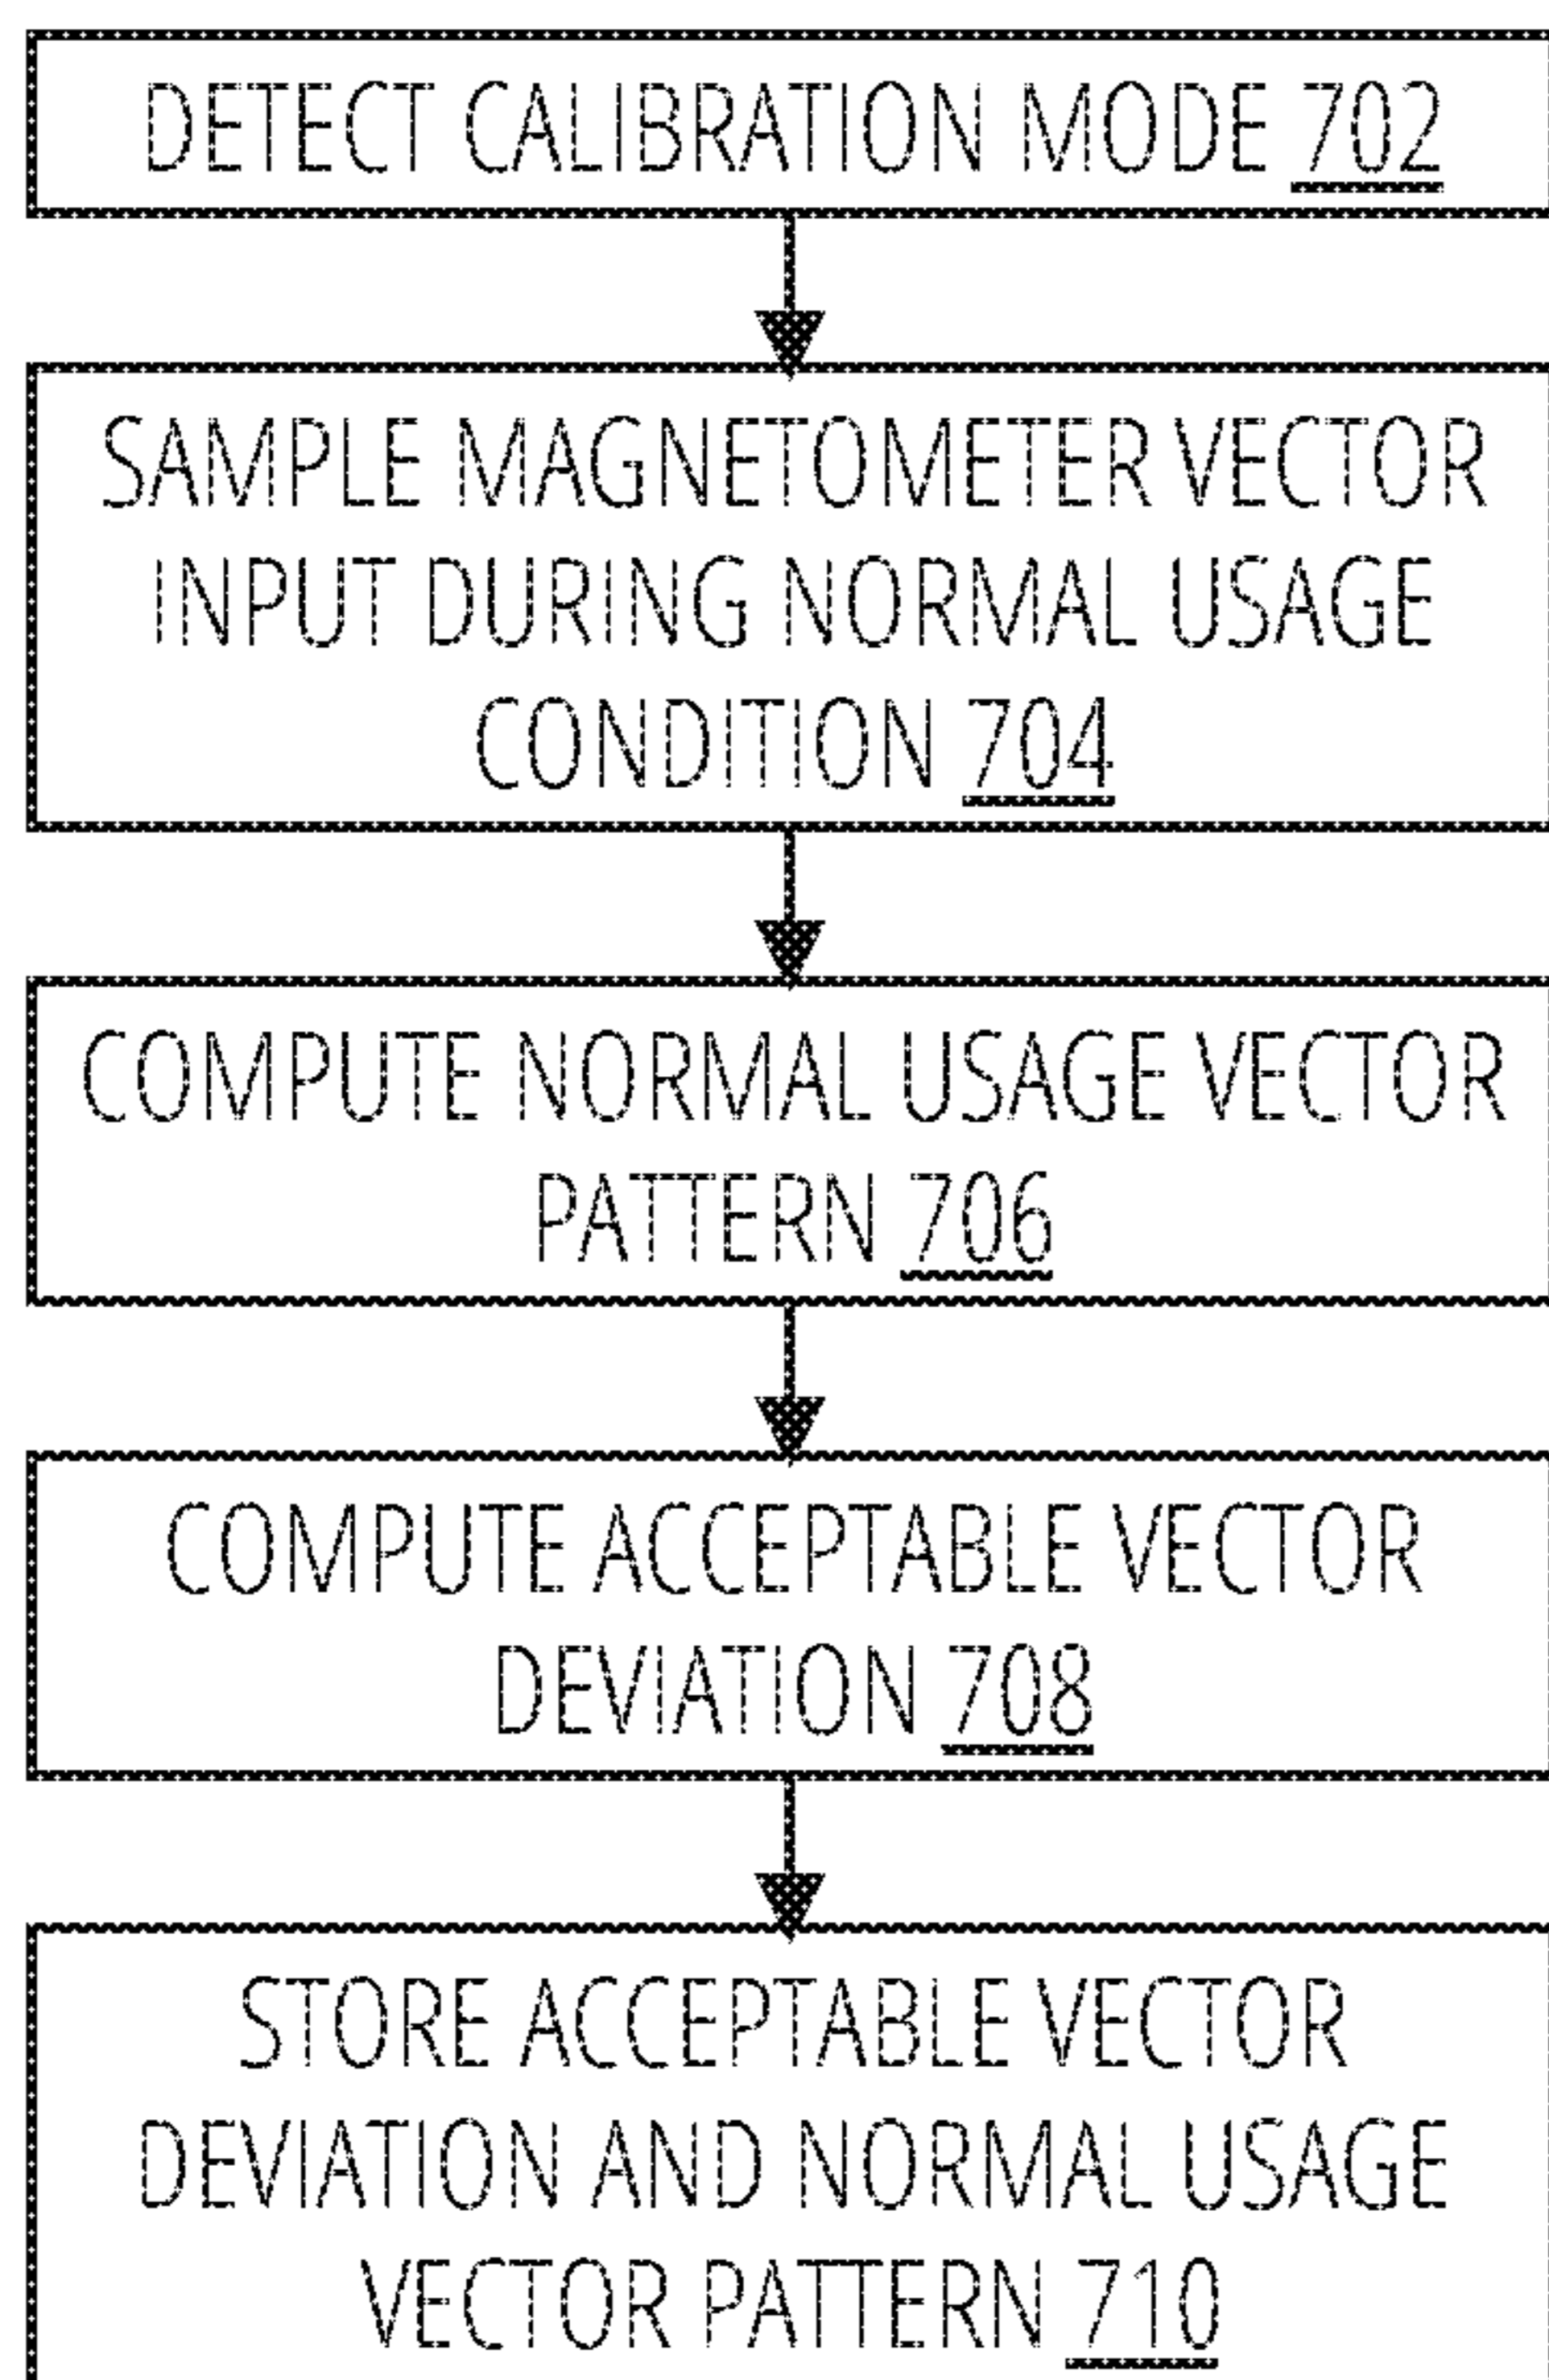 DETECT CALIBRATION MODE 702
SAMPLE MAGNETOMETER VECTOR
INPUT DURING NORMAL USAGE
CONDITION 704
COMPUTE NORMAL USAGE VECTOR
PATTERN 706
COMPUTE ACCEPTABLE VECTOR
DEVIATION 708
STORE ACCEPTABLE VECTOR
DEVIATION AND NORMAL USAGE
VECTOR PATTERN 710